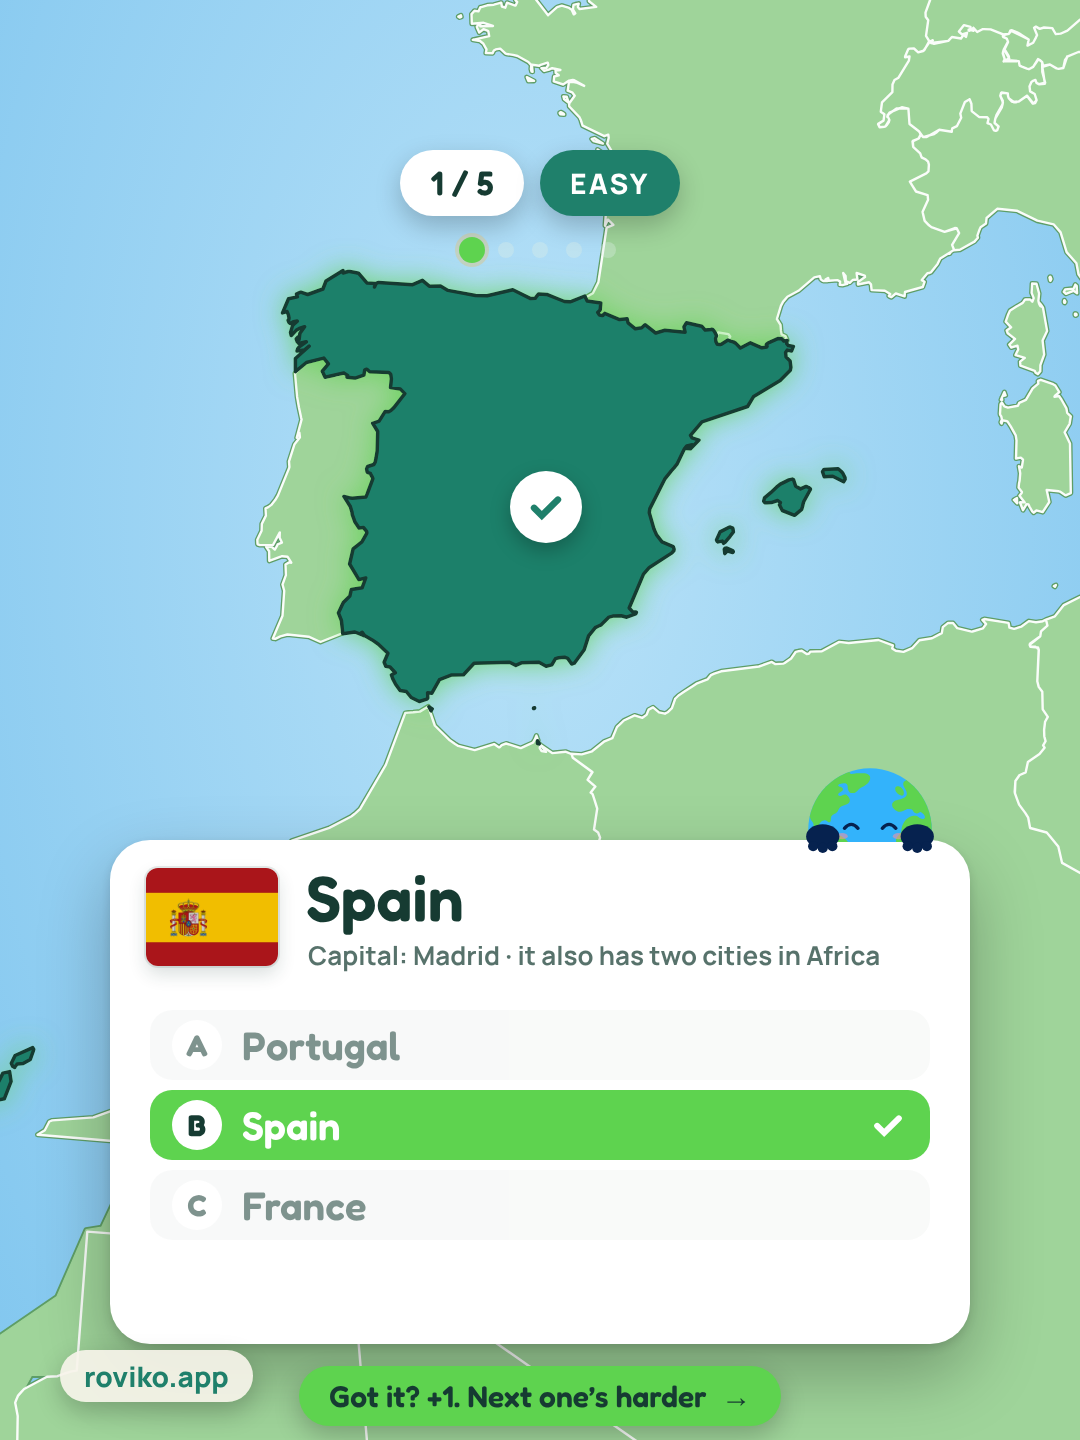 1 / 5
EASY
Spain
Capital: Madrid · it also has two cities in Africa
A Portugal
B Spain
C France
roviko.app
Got it? +1. Next one’s harder →